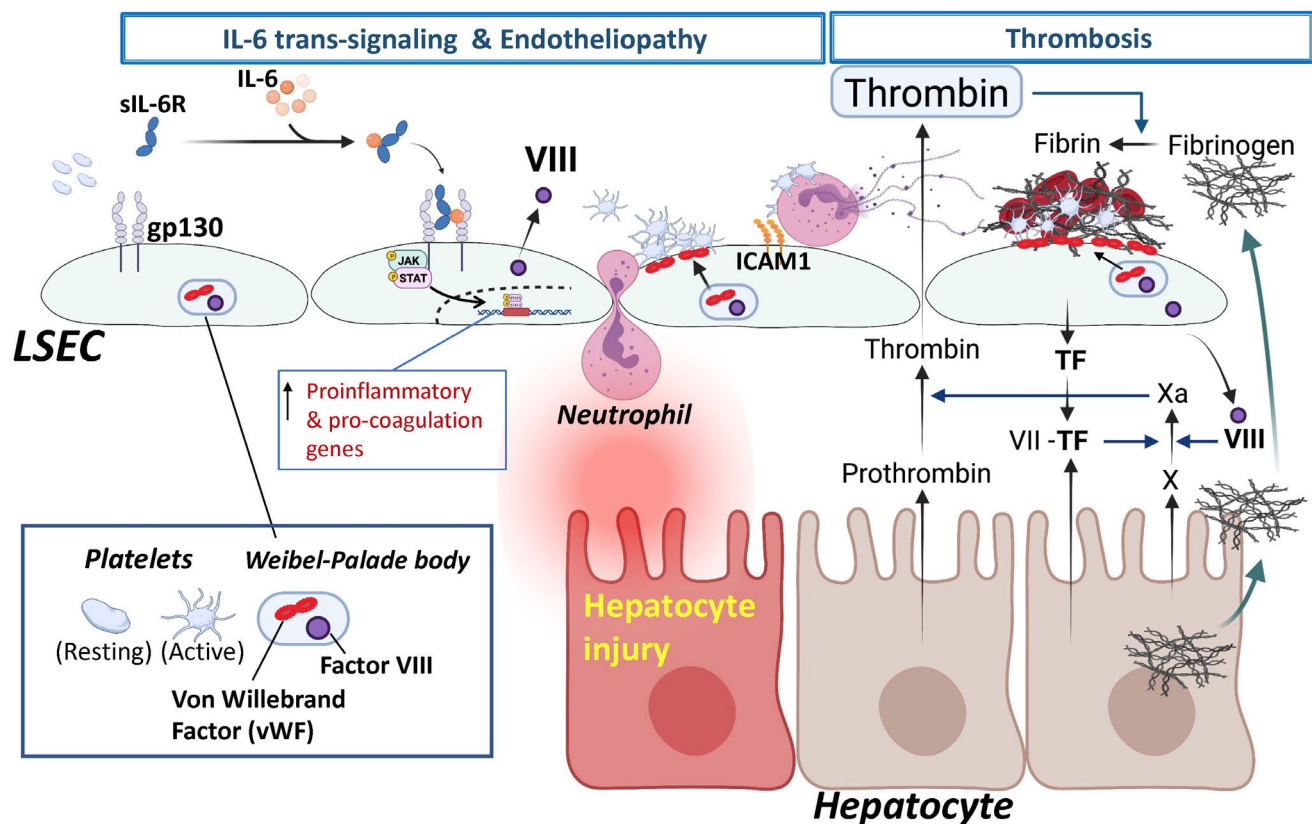 IL-6 trans-signaling & Endotheliopathy
Thrombosis
IL-6
sIL-6R
gp130
P
JAK
P
STAT
VIII
P
STAT3
P
STAT3
ICAM1
Thrombin
Fibrin
Fibrinogen
LSEC
Proinflammatory
& pro-coagulation
genes
Neutrophil
Thrombin
TF
Xa
VII -TF
VIII
Prothrombin
X
Platelets
Weibel-Palade body
(Resting)
(Active)
Factor VIII
Von Willebrand
Factor (vWF)
Hepatocyte
injury
Hepatocyte